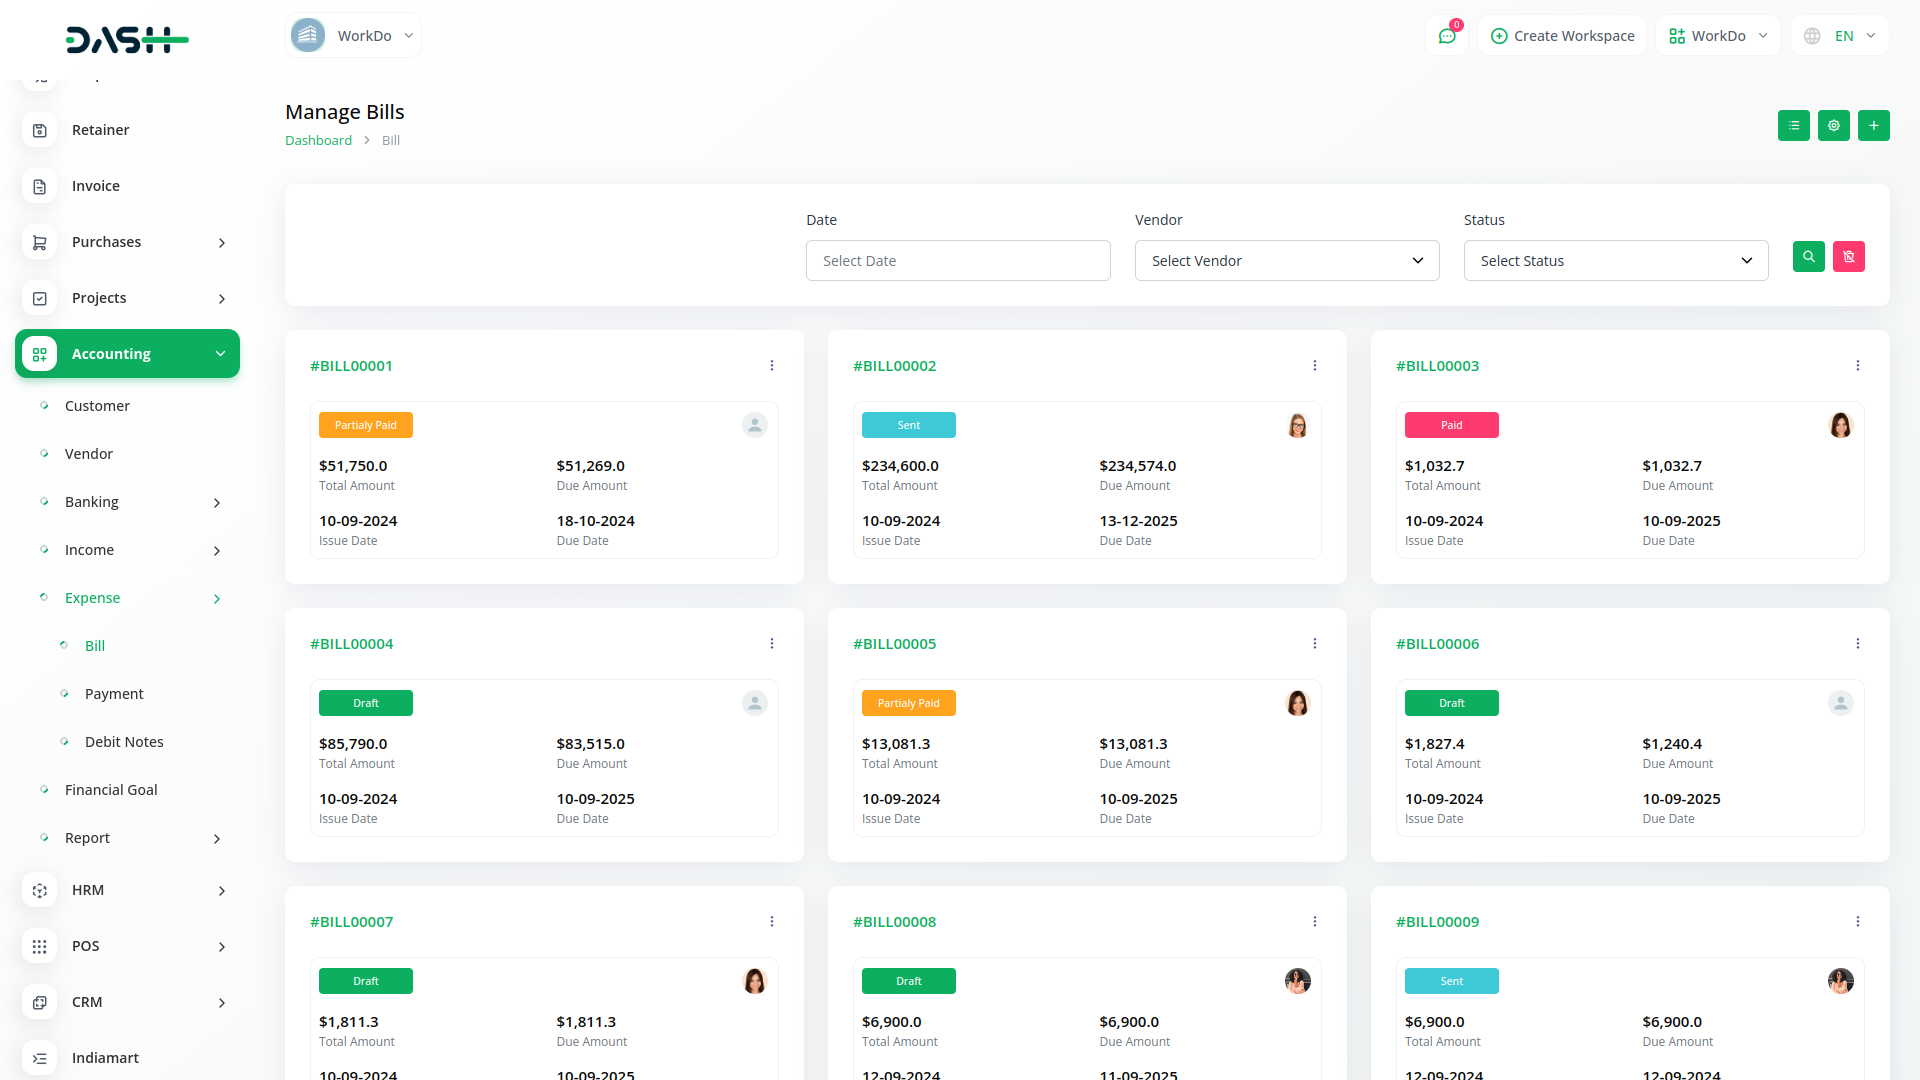 DASH
WorkDo
0
Create Workspace
WorkDo
EN
Retainer
Invoice
Purchases
Projects
Accounting
Customer
Vendor
Banking
Income
Expense
Bill
Payment
Debit Notes
Financial Goal
Report
HRM
POS
CRM
Indiamart
Manage Bills
Dashboard > Bill
Date
Vendor
Status
Select Date
Select Vendor
Select Status
#BILL00001
Partialy Paid
$51,750.0
$51,269.0
Total Amount
Due Amount
10-09-2024
18-10-2024
Issue Date
Due Date
#BILL00002
Sent
$234,600.0
$234,574.0
Total Amount
Due Amount
10-09-2024
13-12-2025
Issue Date
Due Date
#BILL00003
Paid
$1,032.7
$1,032.7
Total Amount
Due Amount
10-09-2024
10-09-2025
Issue Date
Due Date
#BILL00004
Draft
$85,790.0
$83,515.0
Total Amount
Due Amount
10-09-2024
10-09-2025
Issue Date
Due Date
#BILL00005
Partialy Paid
$13,081.3
$13,081.3
Total Amount
Due Amount
10-09-2024
10-09-2025
Issue Date
Due Date
#BILL00006
Draft
$1,827.4
$1,240.4
Total Amount
Due Amount
10-09-2024
10-09-2025
Issue Date
Due Date
#BILL00007
Draft
$1,811.3
$1,811.3
Total Amount
Due Amount
10-09-2024
10-09-2025
#BILL00008
Draft
$6,900.0
$6,900.0
Total Amount
Due Amount
12-09-2024
11-09-2025
#BILL00009
Sent
$6,900.0
$6,900.0
Total Amount
Due Amount
12-09-2024
12-09-2024